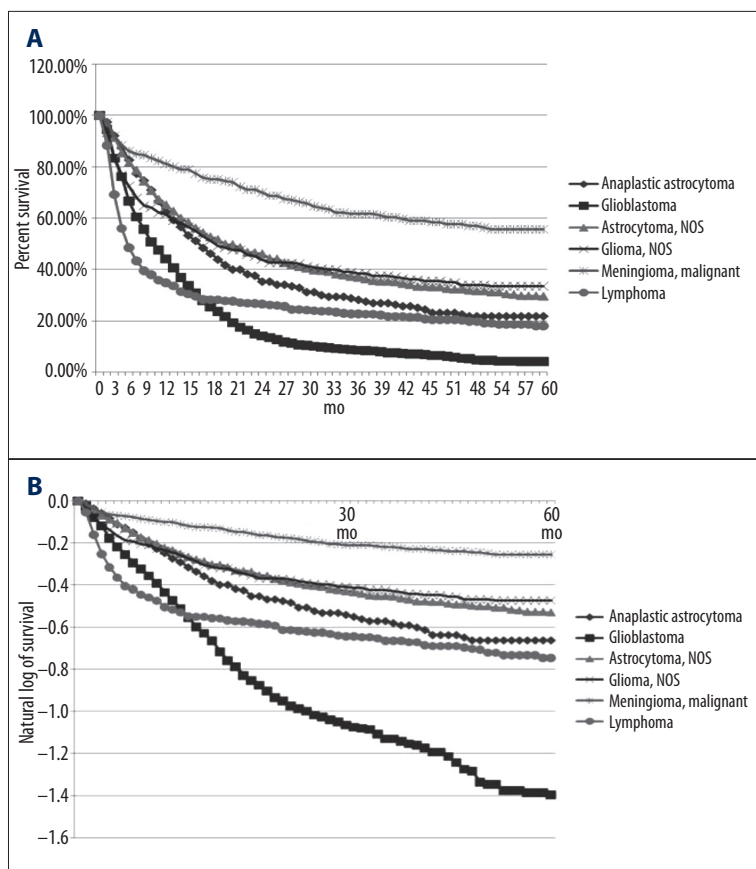 A
120.00%
100.00%
80.00%
60.00%
40.00%
20.00%
0.00%
Percent survival
0 3 6 9 12 15 18 21 24 27 30 33 36 39 42 45 51 48 54 57 60
mo
Anaplastic astrocytoma
Glioblastoma
Astrocytoma, NOS
Glioma, NOS
Meningioma, malignant
Lymphoma
B
0.0
−0.2
−0.4
−0.6
−0.8
−1.0
−1.2
−1.4
−1.6
Natural log of survival
30
mo
60
mo
Anaplastic astrocytoma
Glioblastoma
Astrocytoma, NOS
Glioma, NOS
Meningioma, malignant
Lymphoma